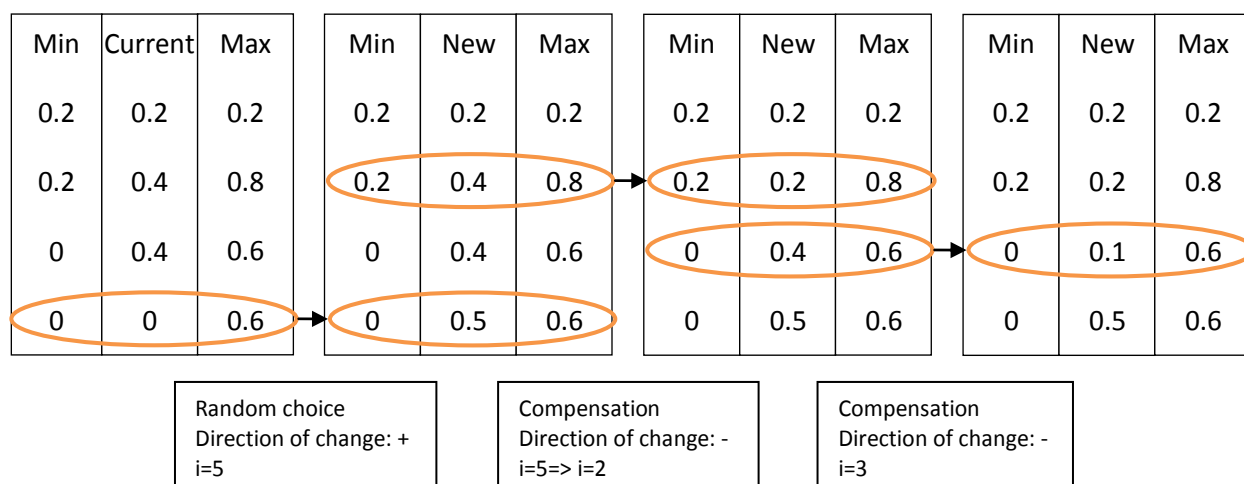 Min Current Max
0.2 0.2 0.2
0.2 0.4 0.8
0 0.4 0.6
0 0 0.6
Min New Max
0.2 0.2 0.2
0.2 0.4 0.8
0 0.4 0.6
0 0.5 0.6
Min New Max
0.2 0.2 0.2
0.2 0.2 0.8
0 0.4 0.6
0 0.5 0.6
Min New Max
0.2 0.2 0.2
0.2 0.2 0.8
0 0.1 0.6
0 0.5 0.6
Random choice
Direction of change: +
i=5
Compensation
Direction of change: -
i=5=> i=2
Compensation
Direction of change: -
i=3